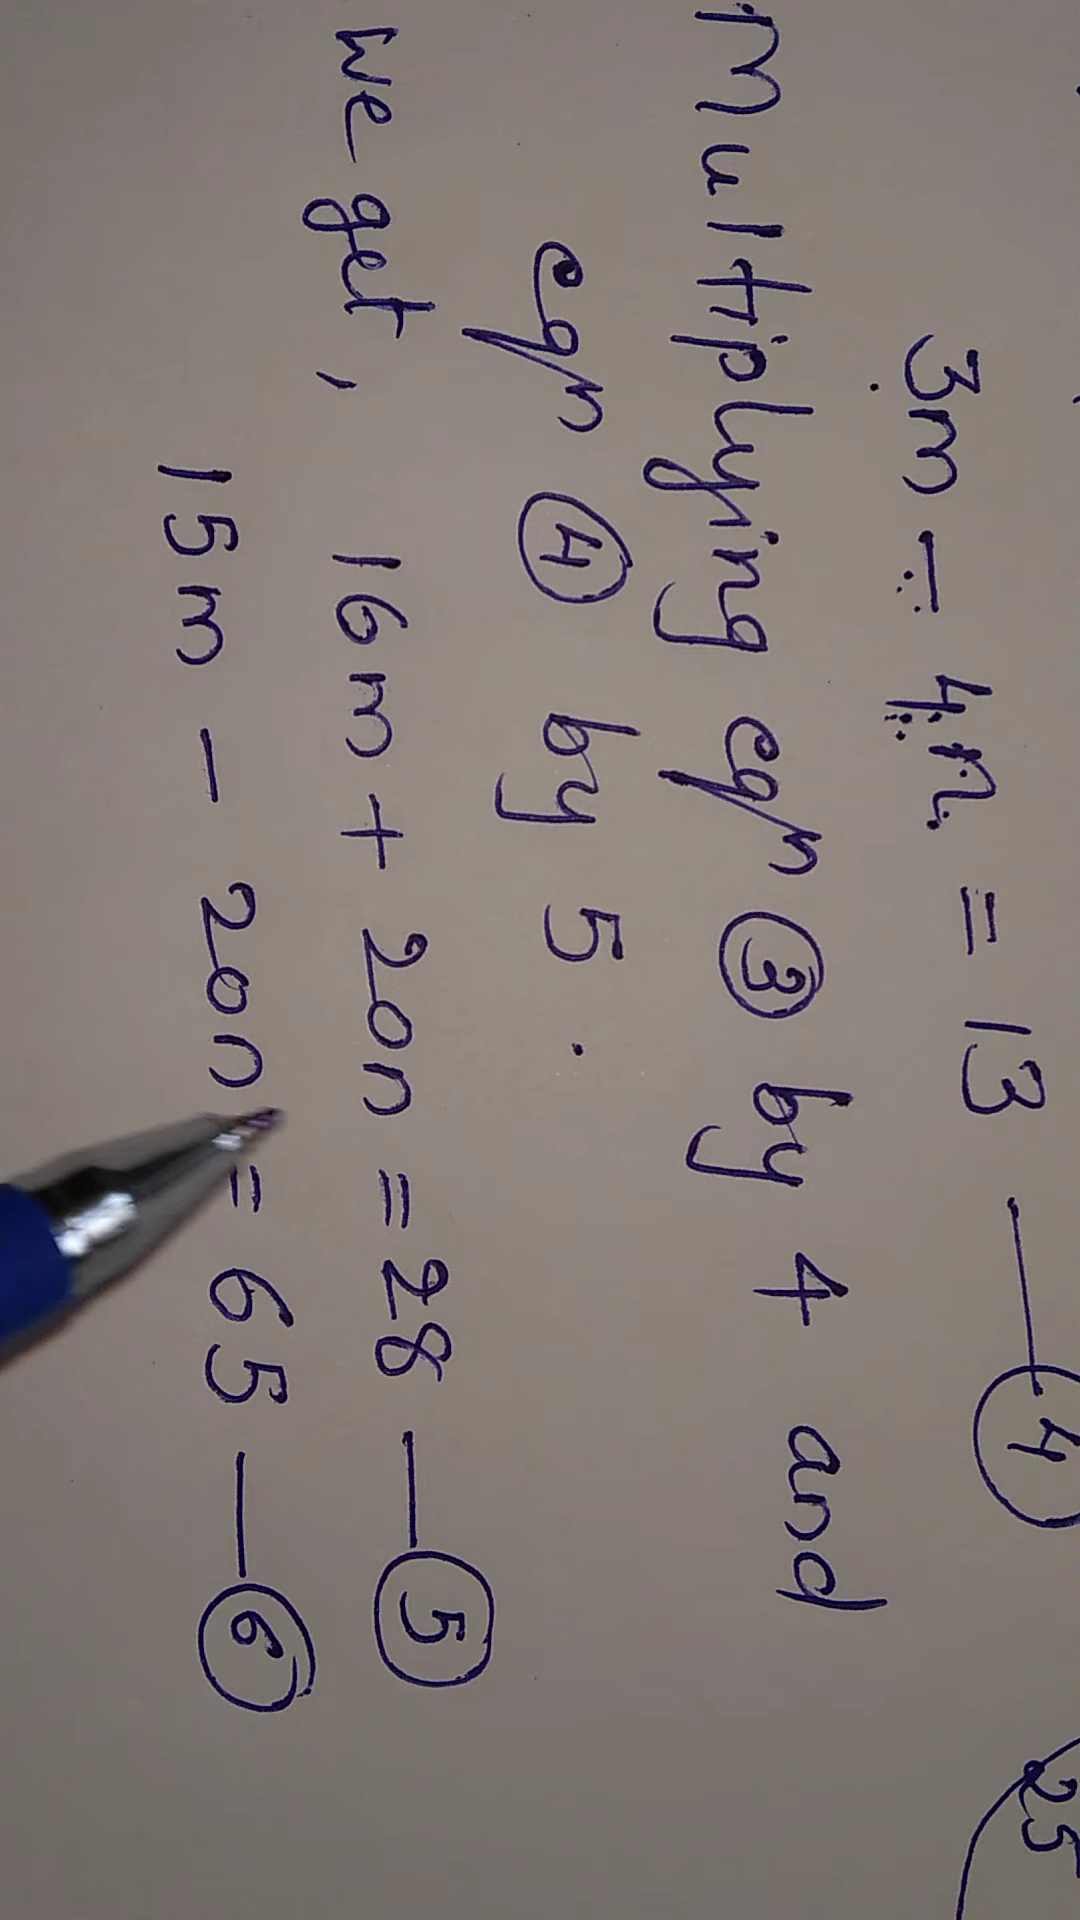 3m - 4n = 13 — ④
Multiplying eqn ③ by 4 and
eqn ④ by 5.
we get, 16m + 20n = 28 — ⑤
15m - 20n = 65 — ⑥
25